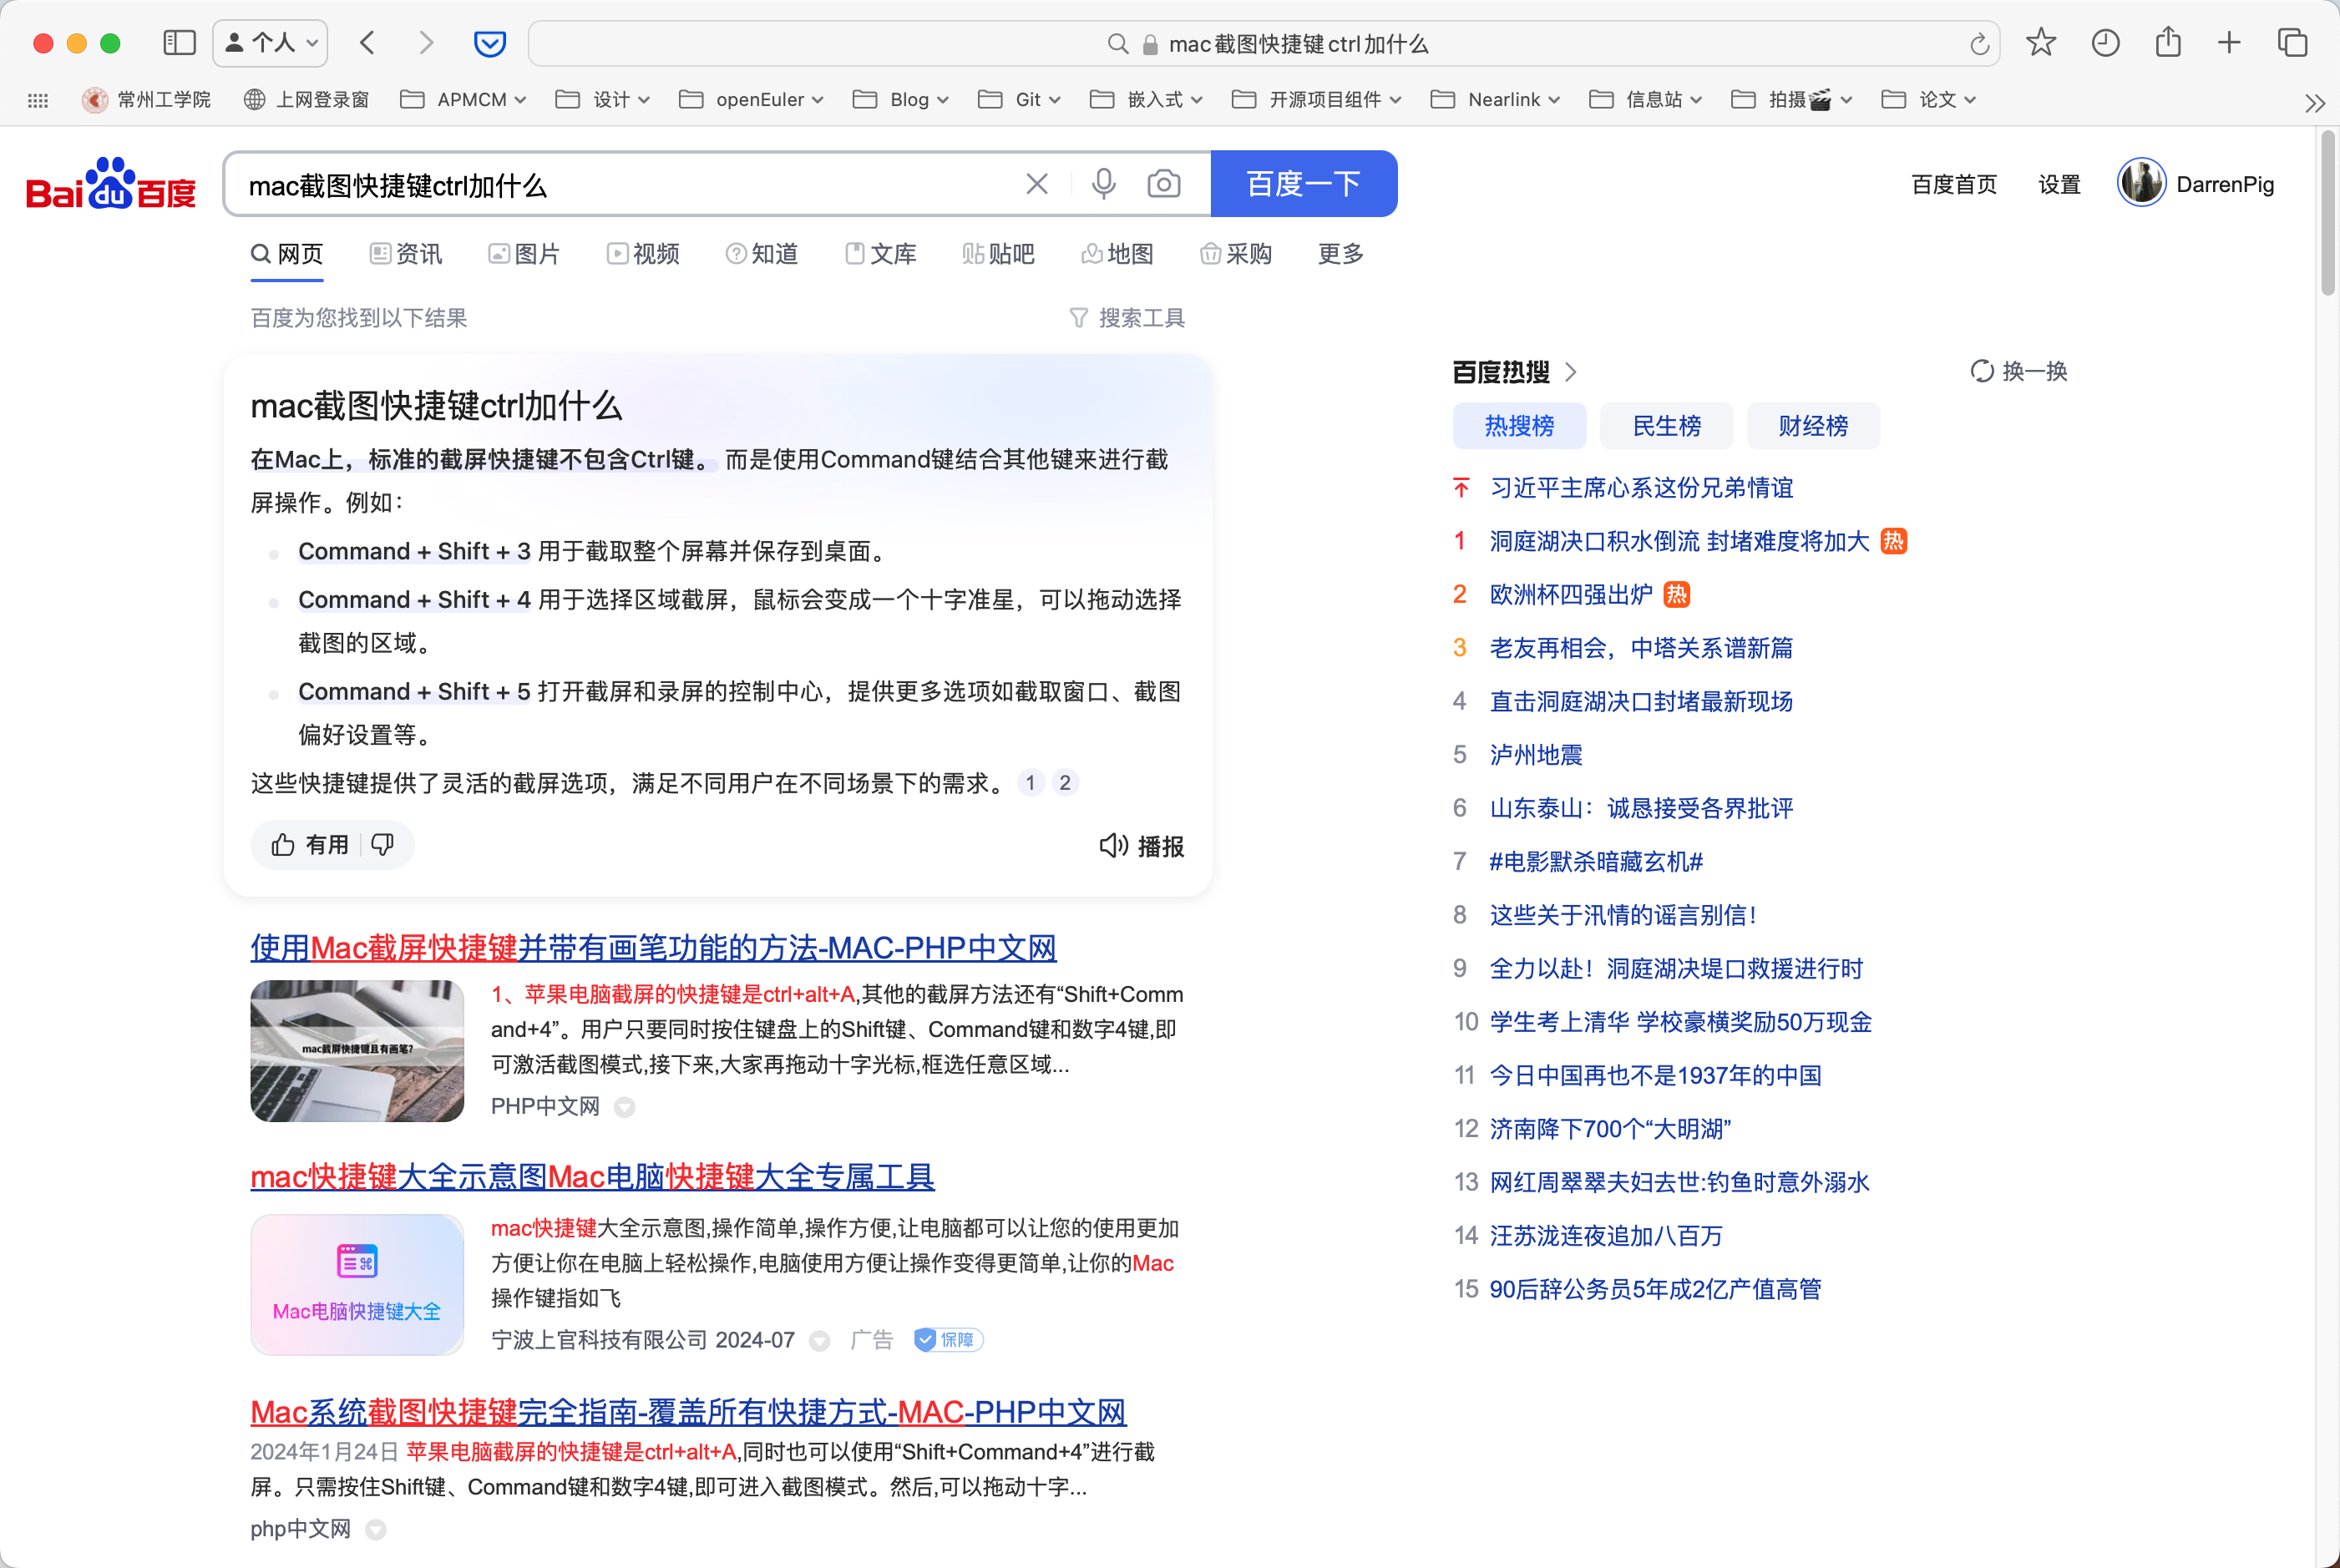 个人
mac截图快捷键ctrl加什么
常州工学院 上网登录窗 APMCM 设计 openEuler Blog Git 嵌入式 开源项目组件 Nearlink 信息站 拍摄🎬 论文
Bai du 百度
mac截图快捷键ctrl加什么
百度一下
百度首页 设置 DarrenPig
网页 资讯 图片 视频 知道 文库 贴贴吧 地图 采购 更多
百度为您找到以下结果 搜索工具
mac截图快捷键ctrl加什么
在Mac上，标准的截屏快捷键不包含Ctrl键。而是使用Command键结合其他键来进行截
屏操作。例如：
Command + Shift + 3 用于截取整个屏幕并保存到桌面。
Command + Shift + 4 用于选择区域截屏，鼠标会变成一个十字准星，可以拖动选择
截图的区域。
Command + Shift + 5 打开截屏和录屏的控制中心，提供更多选项如截取窗口、截图
偏好设置等。
这些快捷键提供了灵活的截屏选项，满足不同用户在不同场景下的需求。 1 2
有用 播报
使用Mac截屏快捷键并带有画笔功能的方法-MAC-PHP中文网
mac截屏快捷键且有画笔?
1、苹果电脑截屏的快捷键是ctrl+alt+A,其他的截屏方法还有“Shift+Comm
and+4”。用户只要同时按住键盘上的Shift键、Command键和数字4键,即
可激活截图模式,接下来,大家再拖动十字光标,框选任意区域...
PHP中文网
mac快捷键大全示意图Mac电脑快捷键大全专属工具
Mac电脑快捷键大全
mac快捷键大全示意图,操作简单,操作方便,让电脑都可以让您的使用更加
方便让你在电脑上轻松操作,电脑使用方便让操作变得更简单,让你的Mac
操作键指如飞
宁波上官科技有限公司 2024-07 广告 保障
Mac系统截图快捷键完全指南-覆盖所有快捷方式-MAC-PHP中文网
2024年1月24日 苹果电脑截屏的快捷键是ctrl+alt+A,同时也可以使用“Shift+Command+4”进行截
屏。只需按住Shift键、Command键和数字4键,即可进入截图模式。然后,可以拖动十字...
php中文网
百度热搜 换一换
热搜榜 民生榜 财经榜
习近平主席心系这份兄弟情谊
1 洞庭湖决口积水倒流 封堵难度将加大 热
2 欧洲杯四强出炉 热
3 老友再相会，中塔关系谱新篇
4 直击洞庭湖决口封堵最新现场
5 泸州地震
6 山东泰山：诚恳接受各界批评
7 #电影默杀暗藏玄机#
8 这些关于汛情的谣言别信！
9 全力以赴！洞庭湖决堤口救援进行时
10 学生考上清华 学校豪横奖励50万现金
11 今日中国再也不是1937年的中国
12 济南降下700个“大明湖”
13 网红周翠翠夫妇去世:钓鱼时意外溺水
14 汪苏泷连夜追加八百万
15 90后辞公务员5年成2亿产值高管